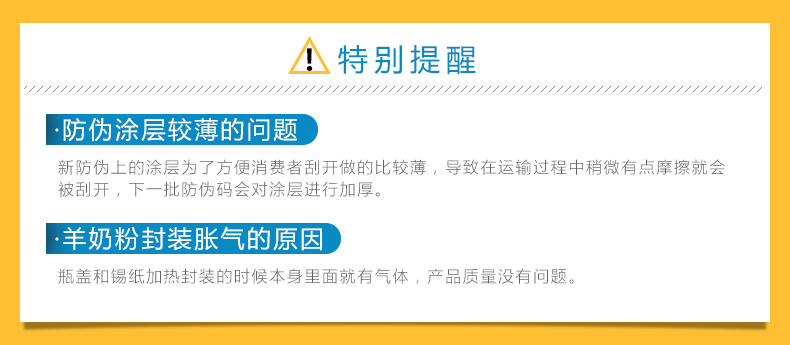 特别提醒
·防伪涂层较薄的问题
新防伪上的涂层为了方便消费者刮开做的比较薄，导致在运输过程中稍微有点摩擦就会
被刮开，下一批防伪码会对涂层进行加厚。
·羊奶粉封装胀气的原因
瓶盖和锡纸加热封装的时候本身里面就有气体，产品质量没有问题。